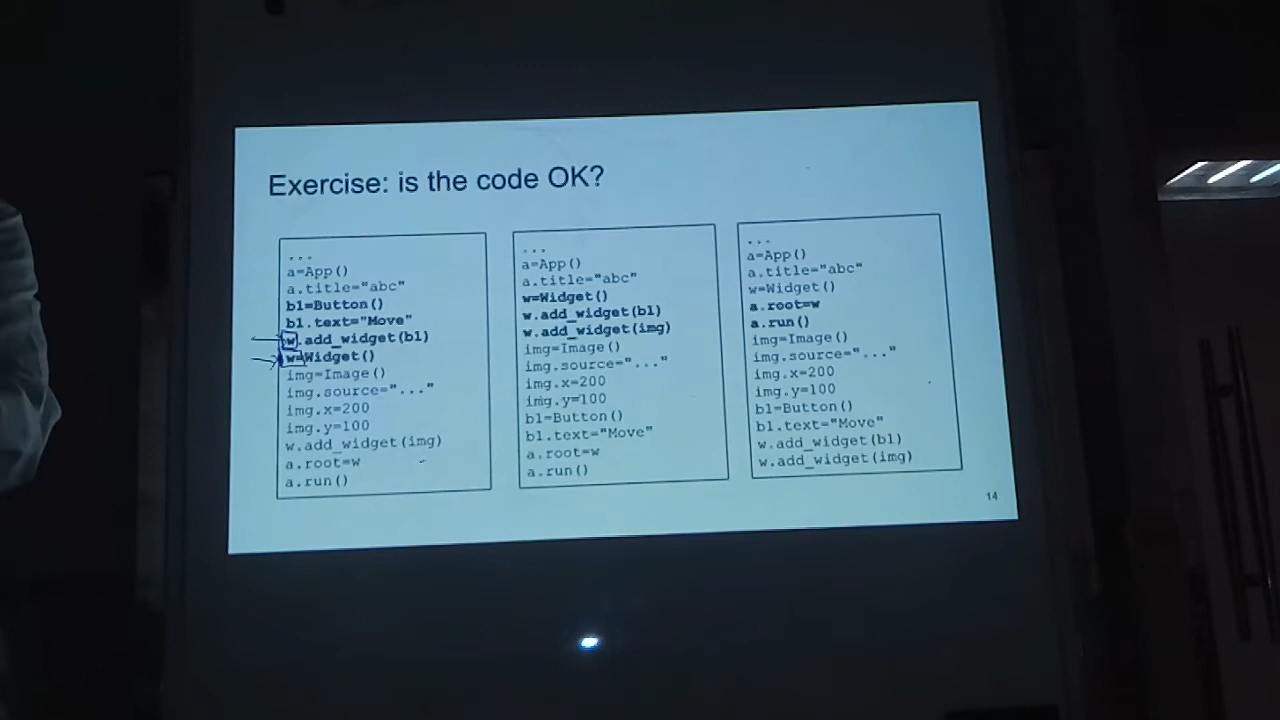 Exercise: is the code OK?
...
a=App()
a.title="abc"
b1=Button()
b1.text="Move"
w.add_widget(b1)
w=Widget()
img=Image()
img.source="..."
img.x=200
img.y=100
w.add_widget(img)
a.root=w
a.run()
...
a=App()
a.title="abc"
w=Widget()
w.add_widget(b1)
w.add_widget(img)
img=Image()
img.source="..."
img.x=200
img.y=100
b1=Button()
b1.text="Move"
a.root=w
a.run()
...
a=App()
a.title="abc"
w=Widget()
a.root=w
a.run()
img=Image()
img.source="..."
img.x=200
img.y=100
b1=Button()
b1.text="Move"
w.add_widget(b1)
w.add_widget(img)
14